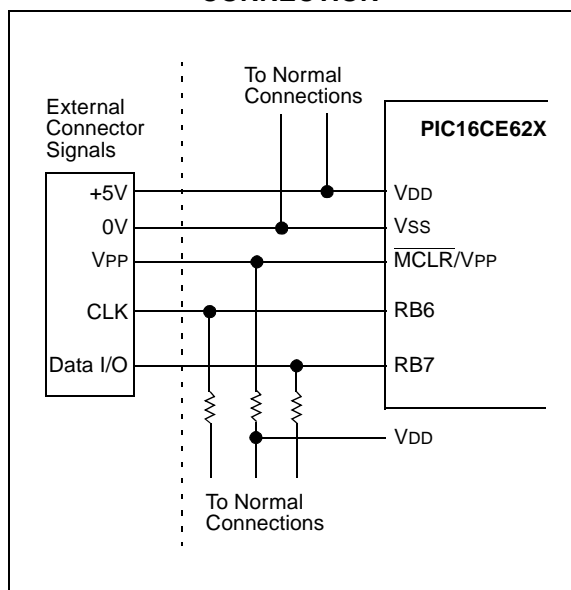 CONNECTION
To Normal
Connections
External
Connector
Signals
PIC16CE62X
+5V
VDD
0V
VSS
VPP
MCLR/VPP
CLK
RB6
Data I/O
RB7
VDD
To Normal
Connections